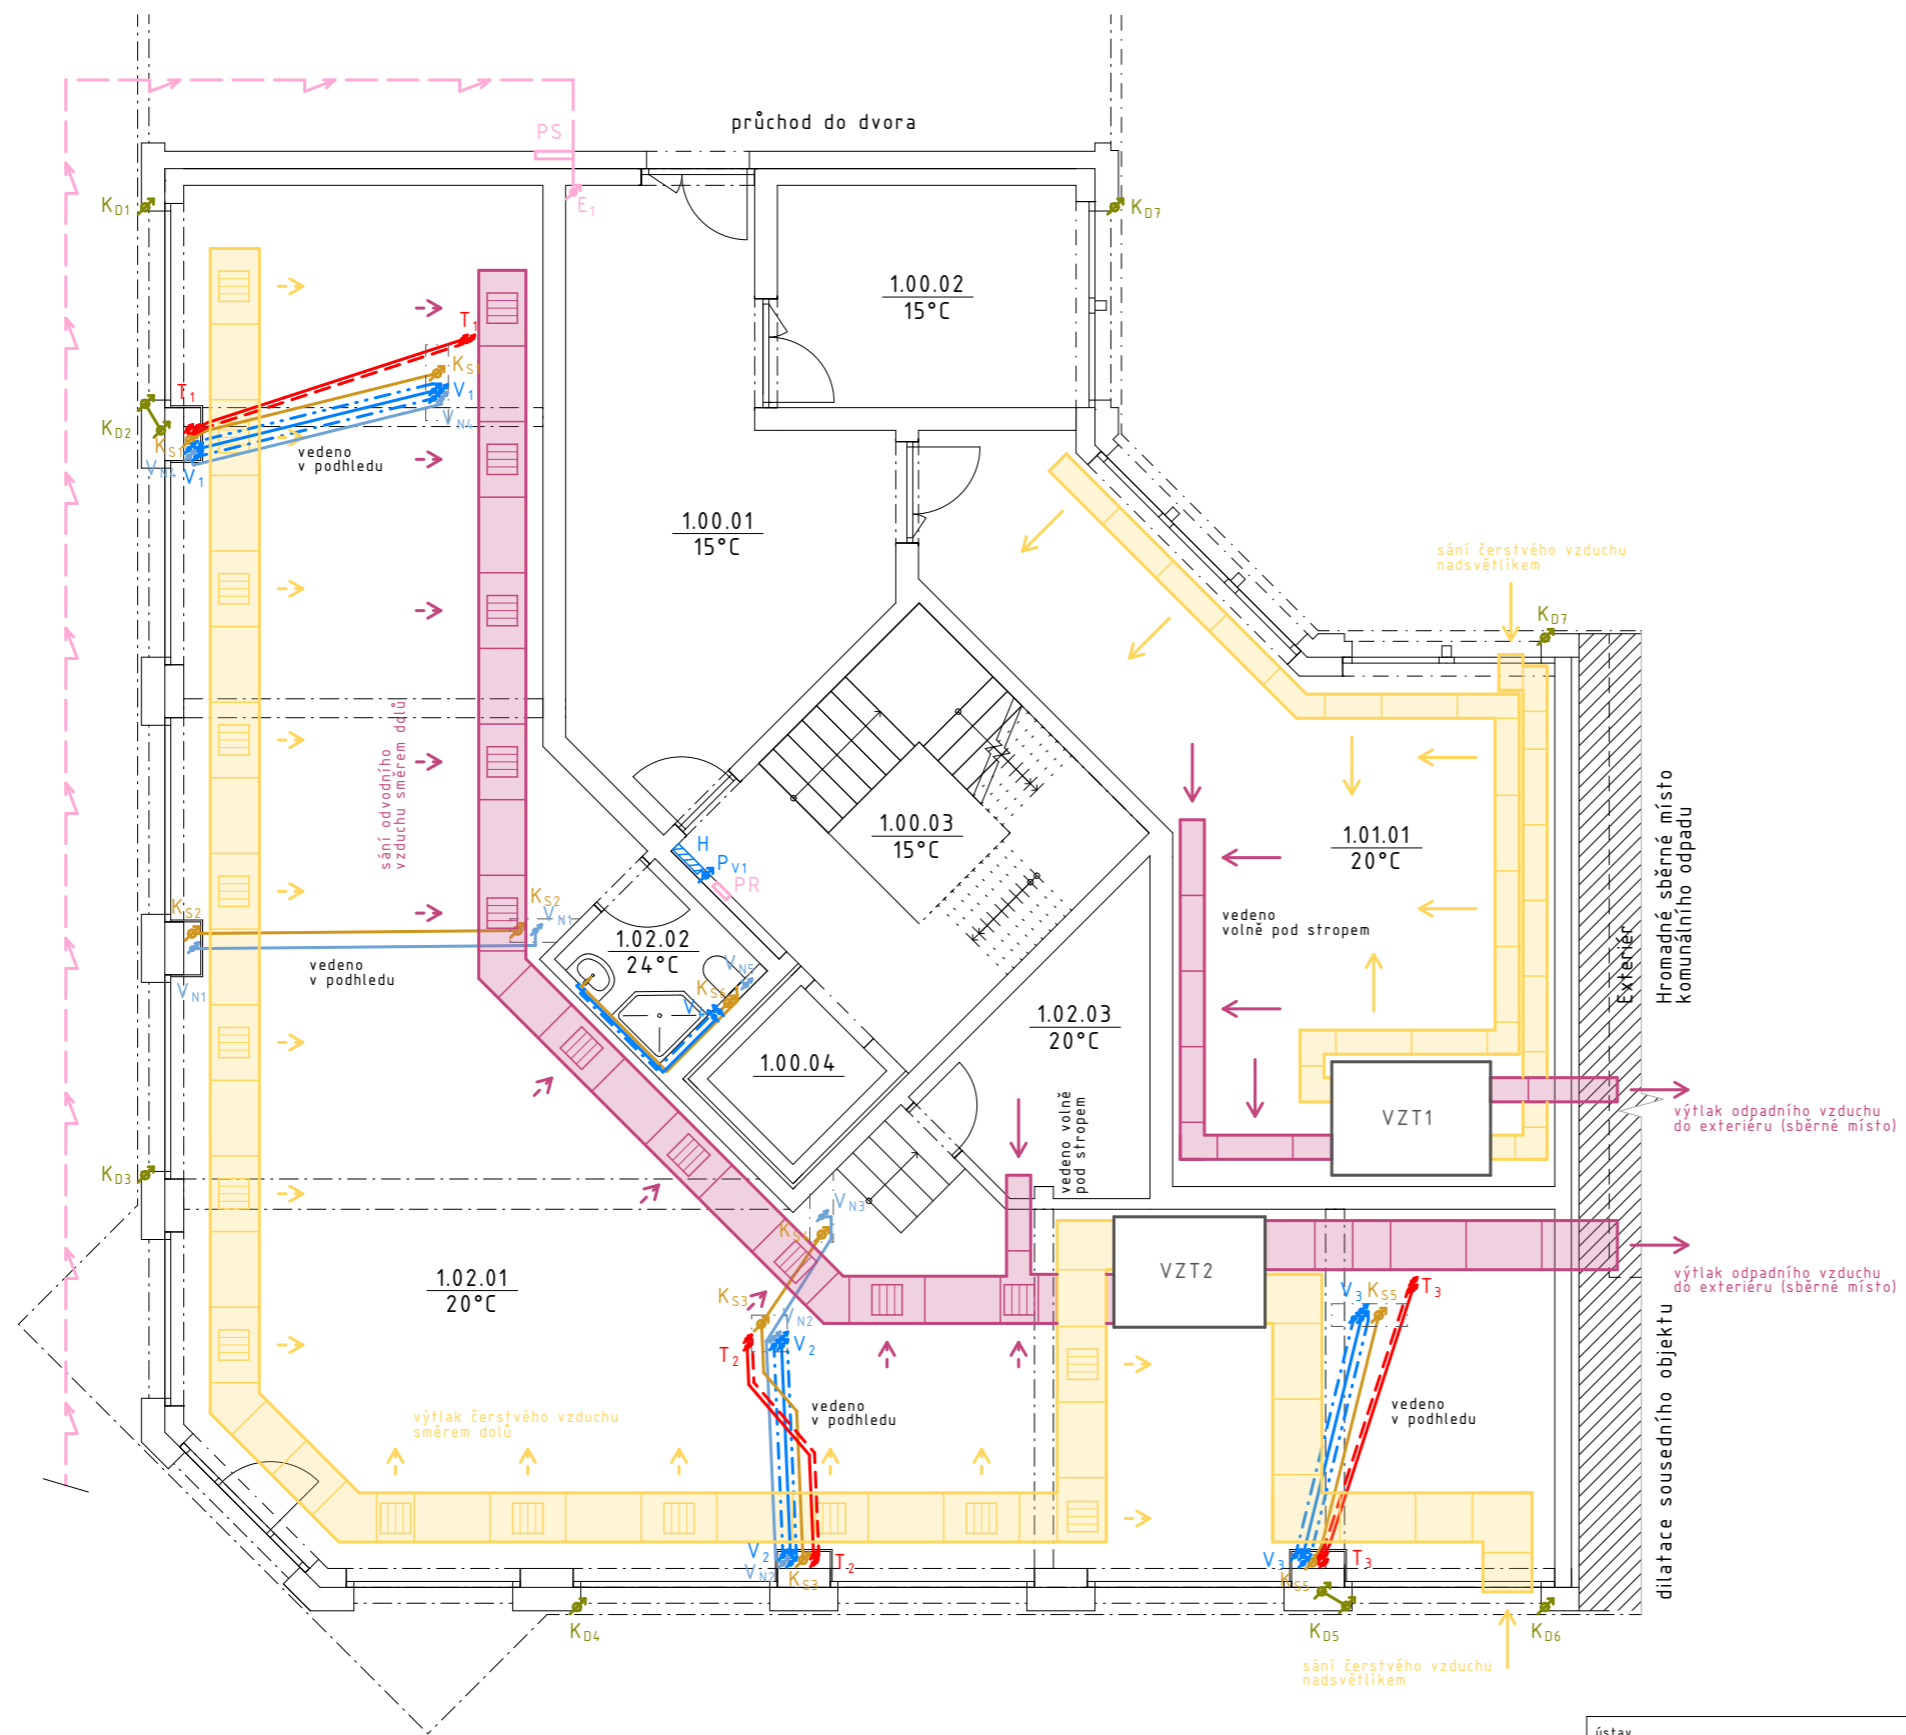 průchod do dvora
PS
E1
KD1
KD7
1.00.02
15°C
T1
KS1
V1
VN4
T1
KD2
KS1
VN4
V1
vedeno
v podhledu
1.00.01
15°C
sání čerstvého vzduchu
nadsvětlíkem
KD7
sání odvodního
vzduchu směrem dolů
1.00.03
15°C
H
PV1
PR
1.01.01
20°C
Exteriér
Hromadné sběrné místo
komunálního odpadu
KS2
VN1
KS2
VN1
vedeno
v podhledu
vedeno
volně pod stropem
1.02.02
24°C
VN5
KS6
1.02.03
20°C
1.00.04
vedeno volně
pod stropem
VZT1
výtlak odpadního vzduchu
do exteriéru (sběrné místo)
KD3
VN3
1.02.01
20°C
VZT2
výtlak odpadního vzduchu
do exteriéru (sběrné místo)
KS3
VN2
V2
T2
V3
KS5
T3
vedeno
v podhledu
vedeno
v podhledu
výtlak čerstvého vzduchu
směrem dolů
dilatace sousedního objektu
V2
VN2
KS3
T2
V3
KS5
T3
KD4
KD5
KD6
sání čerstvého vzduchu
nadsvětlíkem
ústav